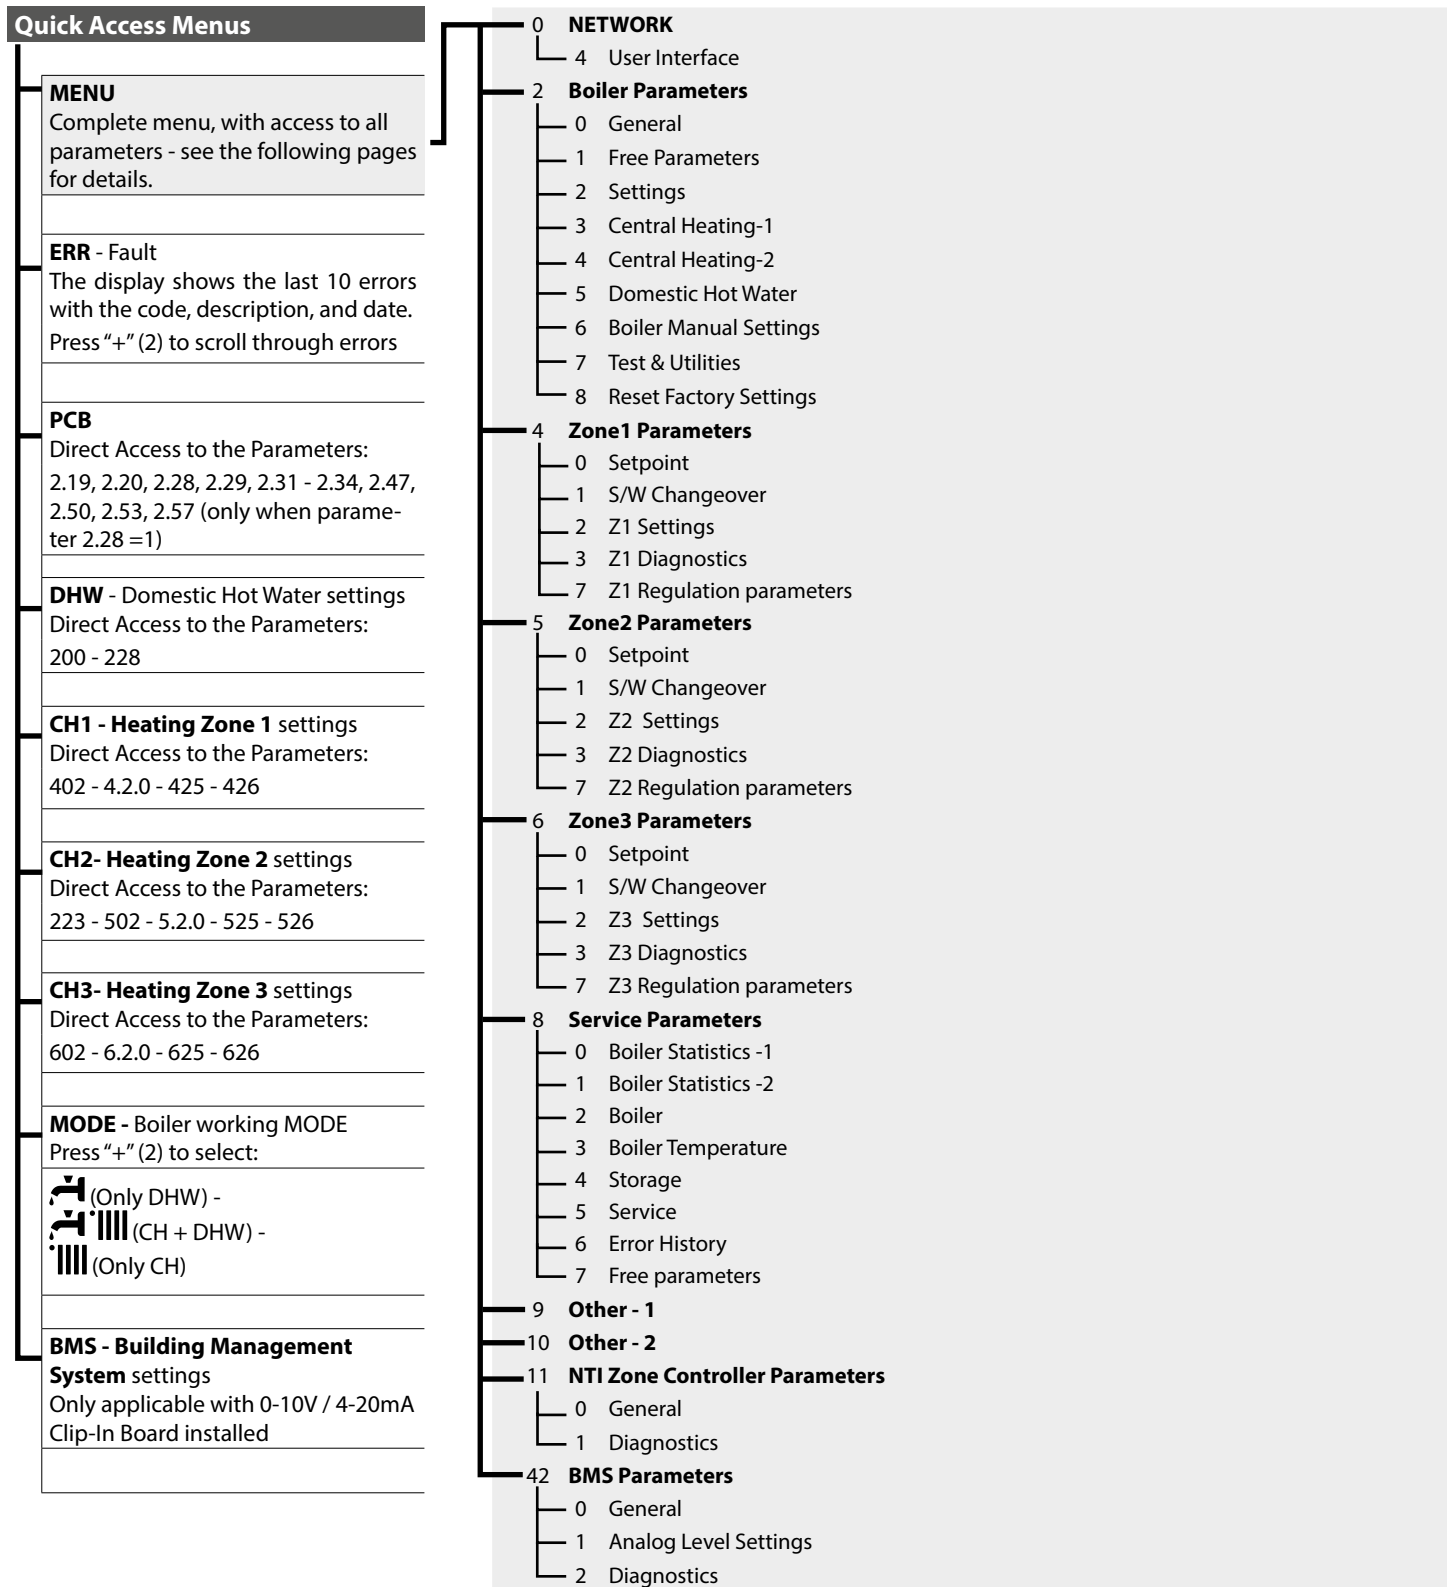 Quick Access Menus
MENU
Complete menu, with access to all
parameters - see the following pages
for details.
ERR - Fault
The display shows the last 10 errors
with the code, description, and date.
Press "+" (2) to scroll through errors
PCB
Direct Access to the Parameters:
2.19, 2.20, 2.28, 2.29, 2.31 - 2.34, 2.47,
2.50, 2.53, 2.57 (only when parame-
ter 2.28 =1)
DHW - Domestic Hot Water settings
Direct Access to the Parameters:
200 - 228
CH1 - Heating Zone 1 settings
Direct Access to the Parameters:
402 - 4.2.0 - 425 - 426
CH2- Heating Zone 2 settings
Direct Access to the Parameters:
223 - 502 - 5.2.0 - 525 - 526
CH3- Heating Zone 3 settings
Direct Access to the Parameters:
602 - 6.2.0 - 625 - 626
MODE - Boiler working MODE
Press "+" (2) to select:
(Only DHW) -
(CH + DHW) -
(Only CH)
BMS - Building Management
System settings
Only applicable with 0-10V / 4-20mA
Clip-In Board installed
0 NETWORK
4 User Interface
2 Boiler Parameters
0 General
1 Free Parameters
2 Settings
3 Central Heating-1
4 Central Heating-2
5 Domestic Hot Water
6 Boiler Manual Settings
7 Test & Utilities
8 Reset Factory Settings
4 Zone1 Parameters
0 Setpoint
1 S/W Changeover
2 Z1 Settings
3 Z1 Diagnostics
7 Z1 Regulation parameters
5 Zone2 Parameters
0 Setpoint
1 S/W Changeover
2 Z2 Settings
3 Z2 Diagnostics
7 Z2 Regulation parameters
6 Zone3 Parameters
0 Setpoint
1 S/W Changeover
2 Z3 Settings
3 Z3 Diagnostics
7 Z3 Regulation parameters
8 Service Parameters
0 Boiler Statistics -1
1 Boiler Statistics -2
2 Boiler
3 Boiler Temperature
4 Storage
5 Service
6 Error History
7 Free parameters
9 Other - 1
10 Other - 2
11 NTI Zone Controller Parameters
0 General
1 Diagnostics
42 BMS Parameters
0 General
1 Analog Level Settings
2 Diagnostics